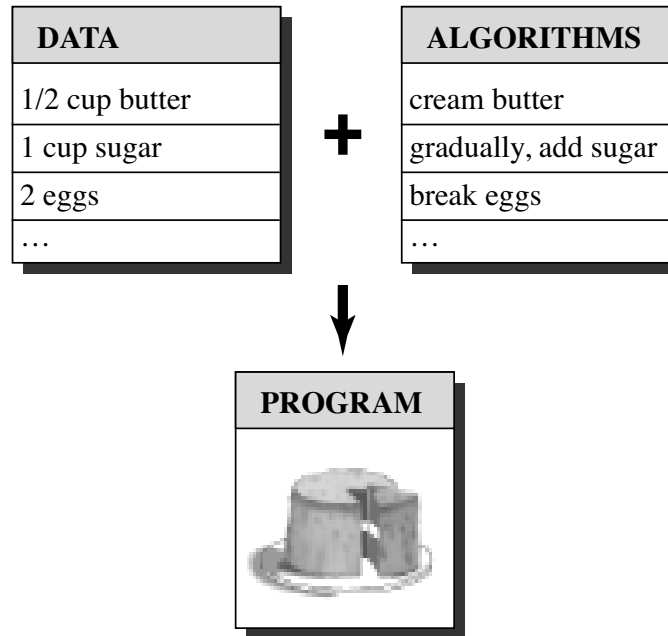 DATA
1/2 cup butter
1 cup sugar
2 eggs
…
+
ALGORITHMS
cream butter
gradually, add sugar
break eggs
…
PROGRAM